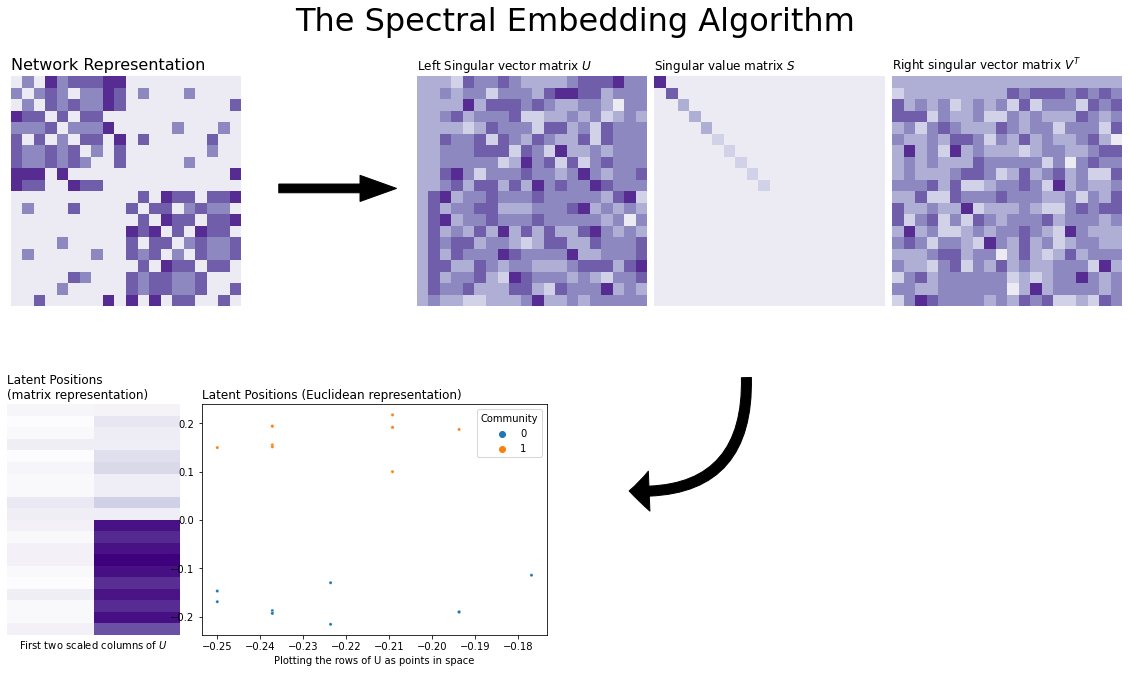 The Spectral Embedding Algorithm
Network Representation
Left Singular vector matrix U
Singular value matrix S
Right singular vector matrix V^T
Latent Positions
(matrix representation)
First two scaled columns of U
Latent Positions (Euclidean representation)
Community
0
1
0.2
0.1
0.0
−0.1
−0.2
−0.25
−0.24
−0.23
−0.22
−0.21
−0.20
−0.19
−0.18
Plotting the rows of U as points in space